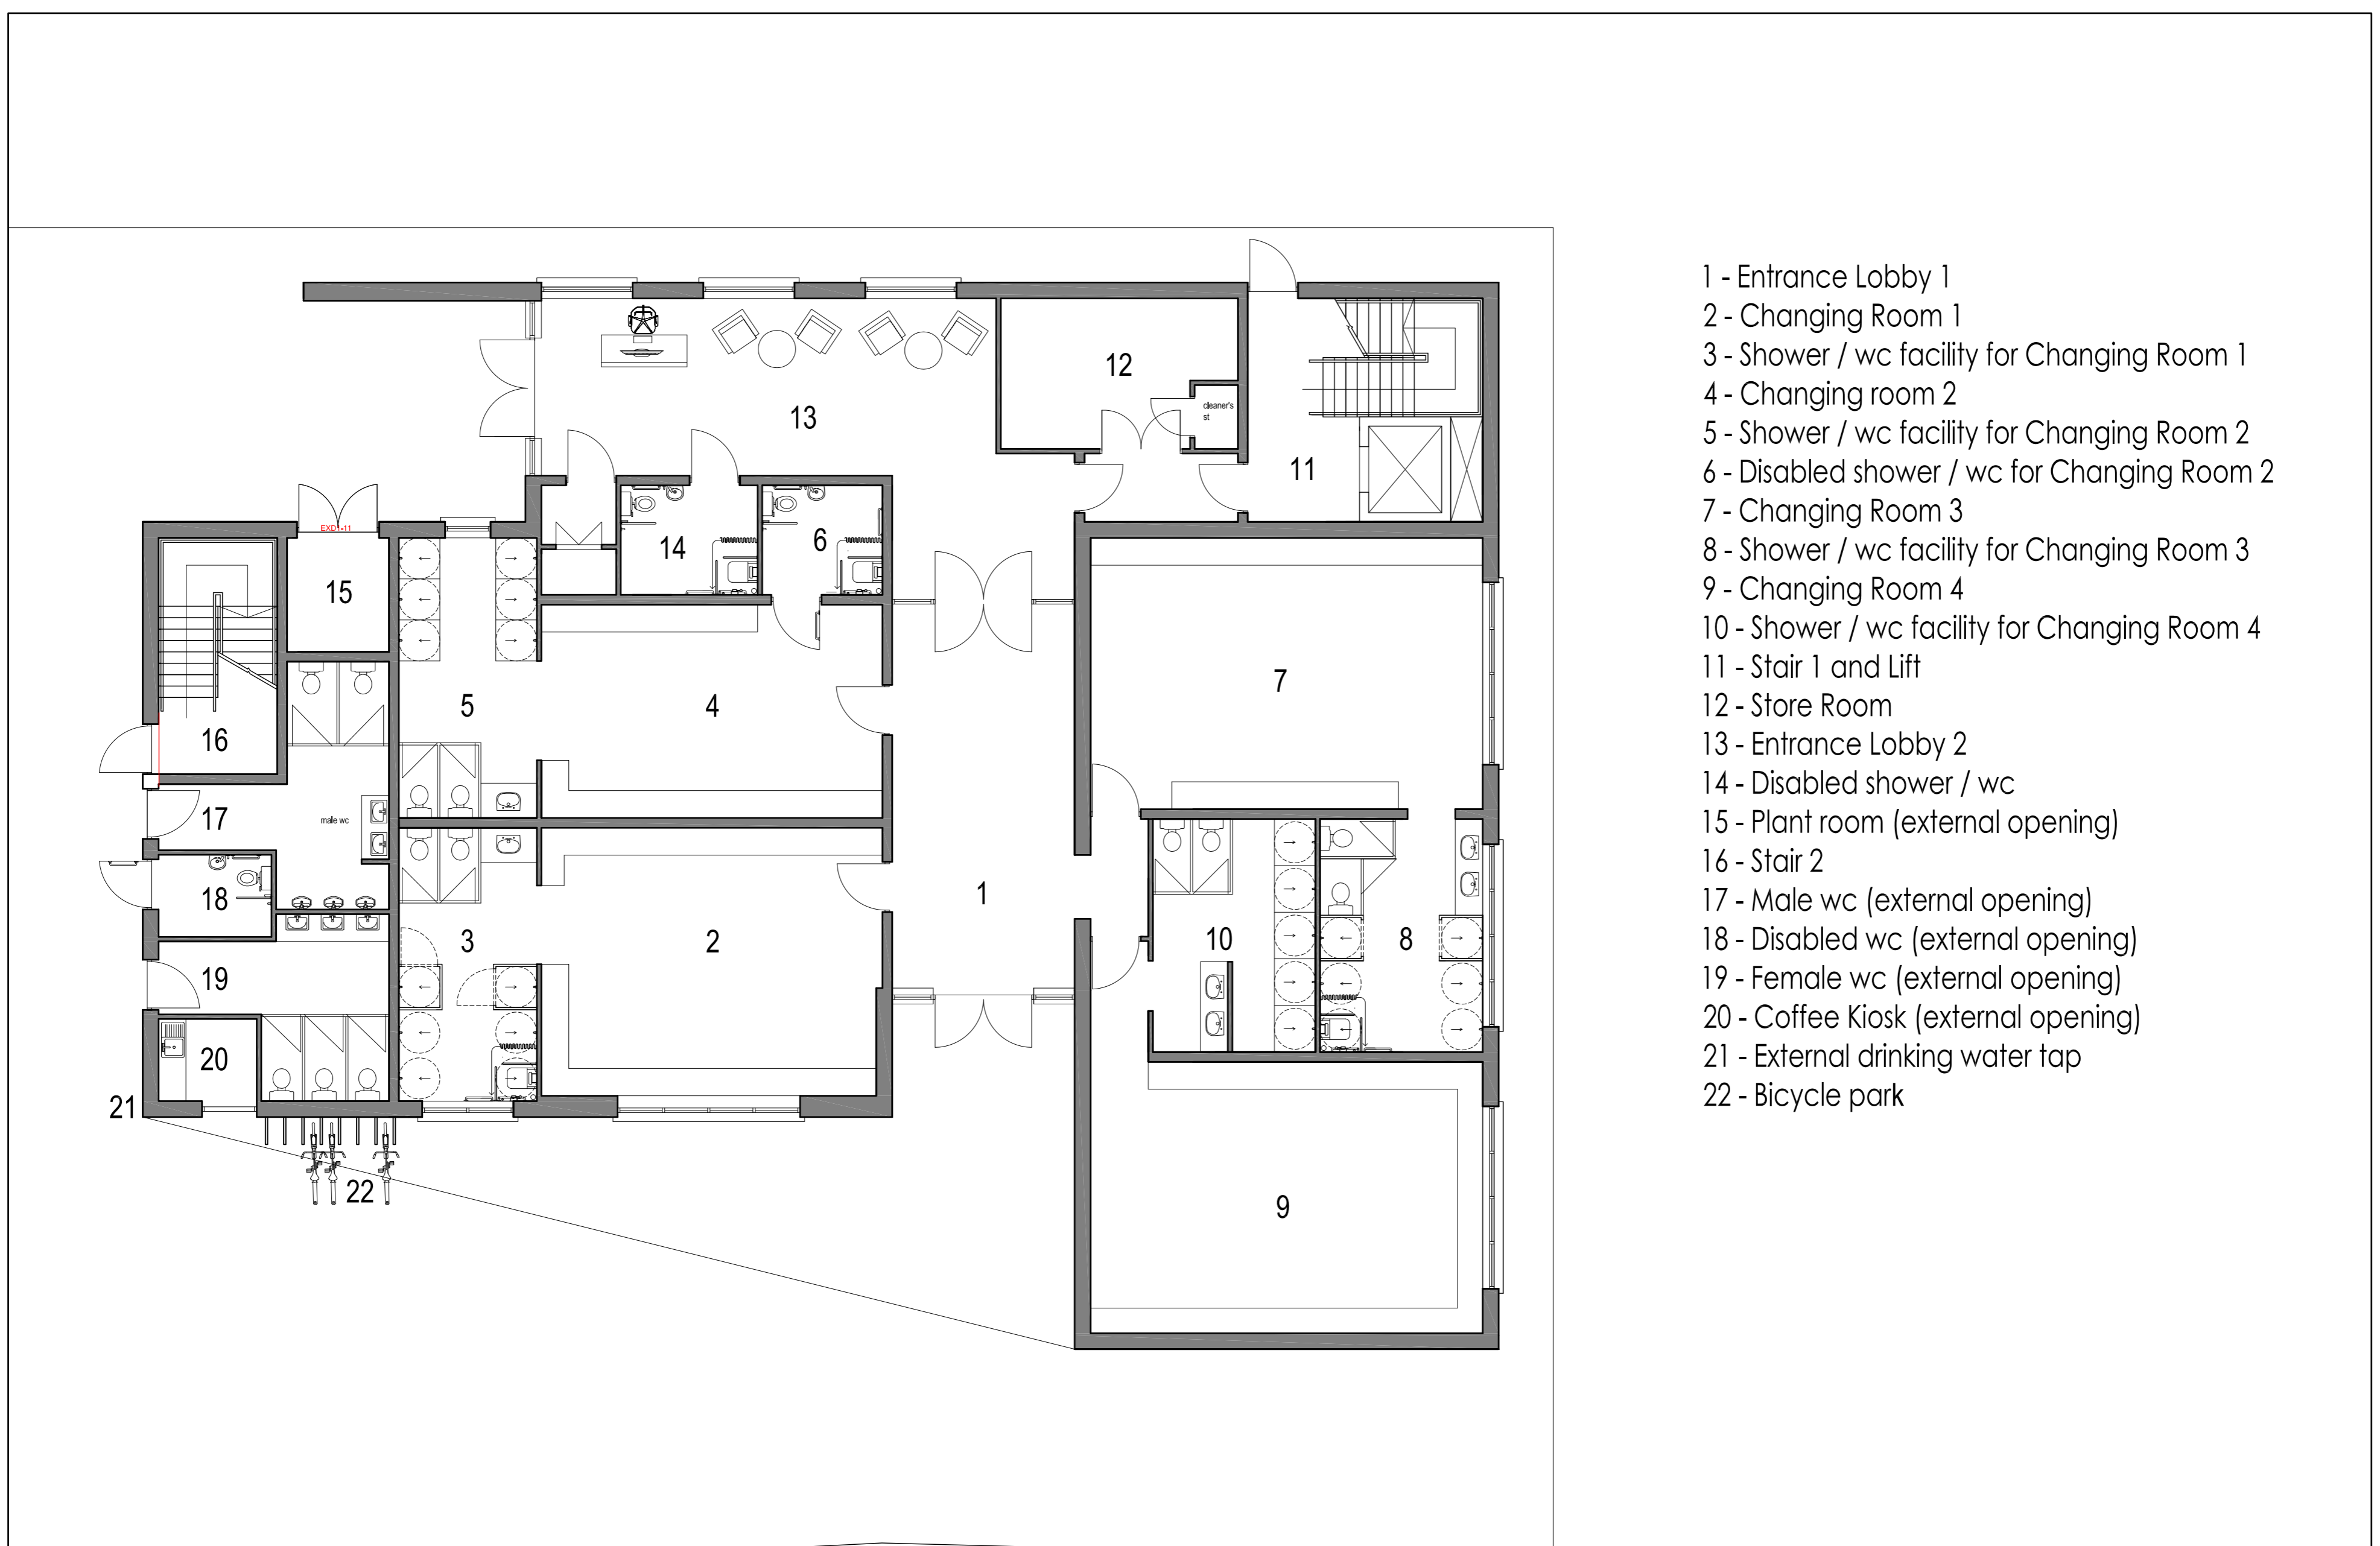 1 - Entrance Lobby 1
2 - Changing Room 1
3 - Shower / wc facility for Changing Room 1
4 - Changing room 2
5 - Shower / wc facility for Changing Room 2
6 - Disabled shower / wc for Changing Room 2
7 - Changing Room 3
8 - Shower / wc facility for Changing Room 3
9 - Changing Room 4
10 - Shower / wc facility for Changing Room 4
11 - Stair 1 and Lift
12 - Store Room
13 - Entrance Lobby 2
14 - Disabled shower / wc
15 - Plant room (external opening)
16 - Stair 2
17 - Male wc (external opening)
18 - Disabled wc (external opening)
19 - Female wc (external opening)
20 - Coffee Kiosk (external opening)
21 - External drinking water tap
22 - Bicycle park
12
cleaner's
st
13
11
EXD1-11
14
6
15
7
5
4
16
17
male wc
18
1
3
2
10
8
19
20
21
22
9